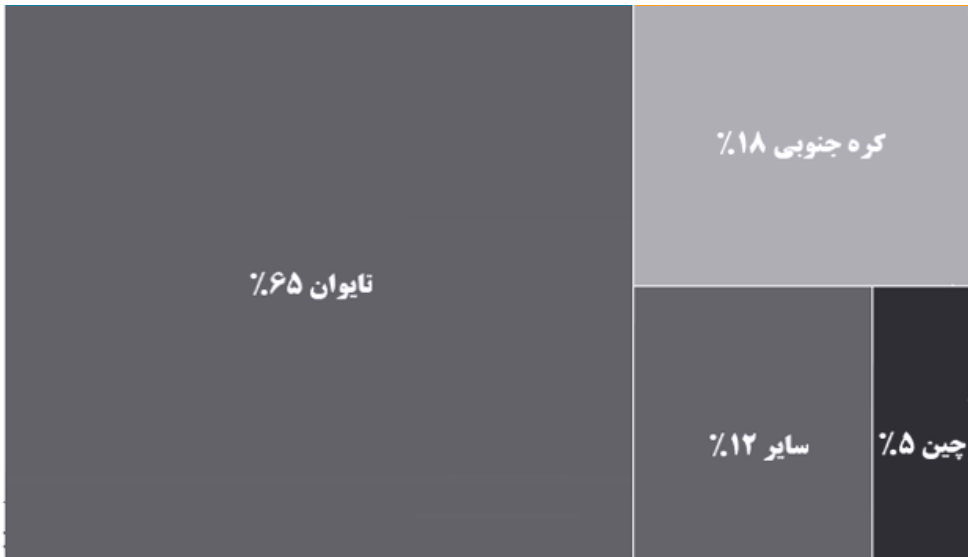 کره جنوبی ۱۸٪
تایوان ۶۵٪
سایر ۱۲٪
چین ۵٪